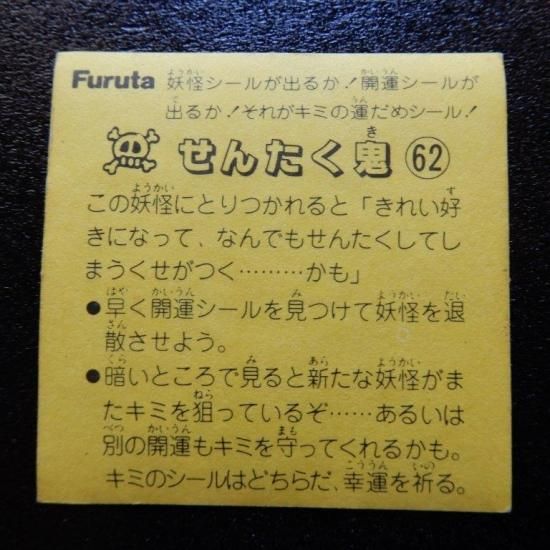 Furuta 妖怪シールが出るか!開運シールが
出るか!それがキミの運だめシール!
せんたく鬼 62
この妖怪にとりつかれると「きれい好
きになって、なんでもせんたくしてし
まうくせがつく………かも」
●早く開運シールを見つけて妖怪を退
散させよう。
●暗いところで見ると新たな妖怪がま
たキミを狙っているぞ……あるいは
別の開運もキミを守ってくれるかも。
キミのシールはどちらだ、幸運を祈る。